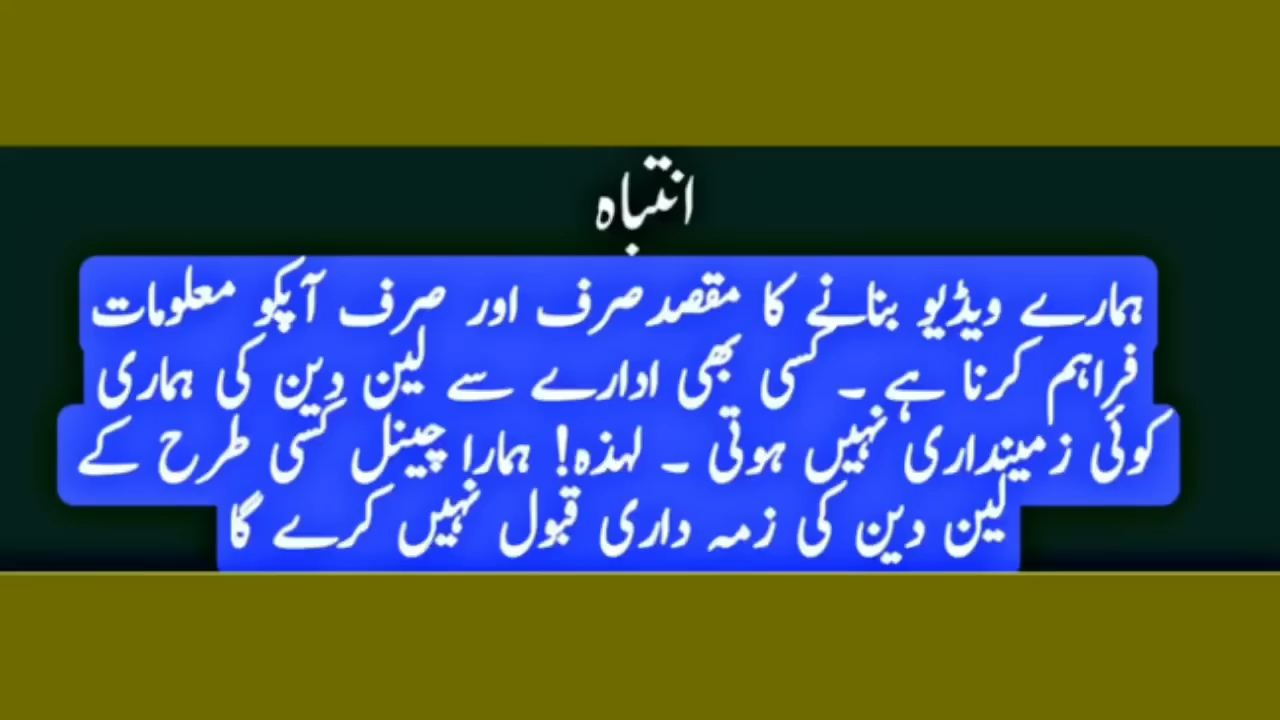 انتباہ
ہمارے ویڈیو بنانے کا مقصد صرف اور صرف آپکو معلومات
فراہم کرنا ہے ۔ کسی بھی ادارے سے لین دین کی ہماری
کوئی زمینداری نہیں ہوتی ۔ لہذہ! ہمارا چینل کسی طرح کے
لین دین کی زمہ داری قبول نہیں کرے گا